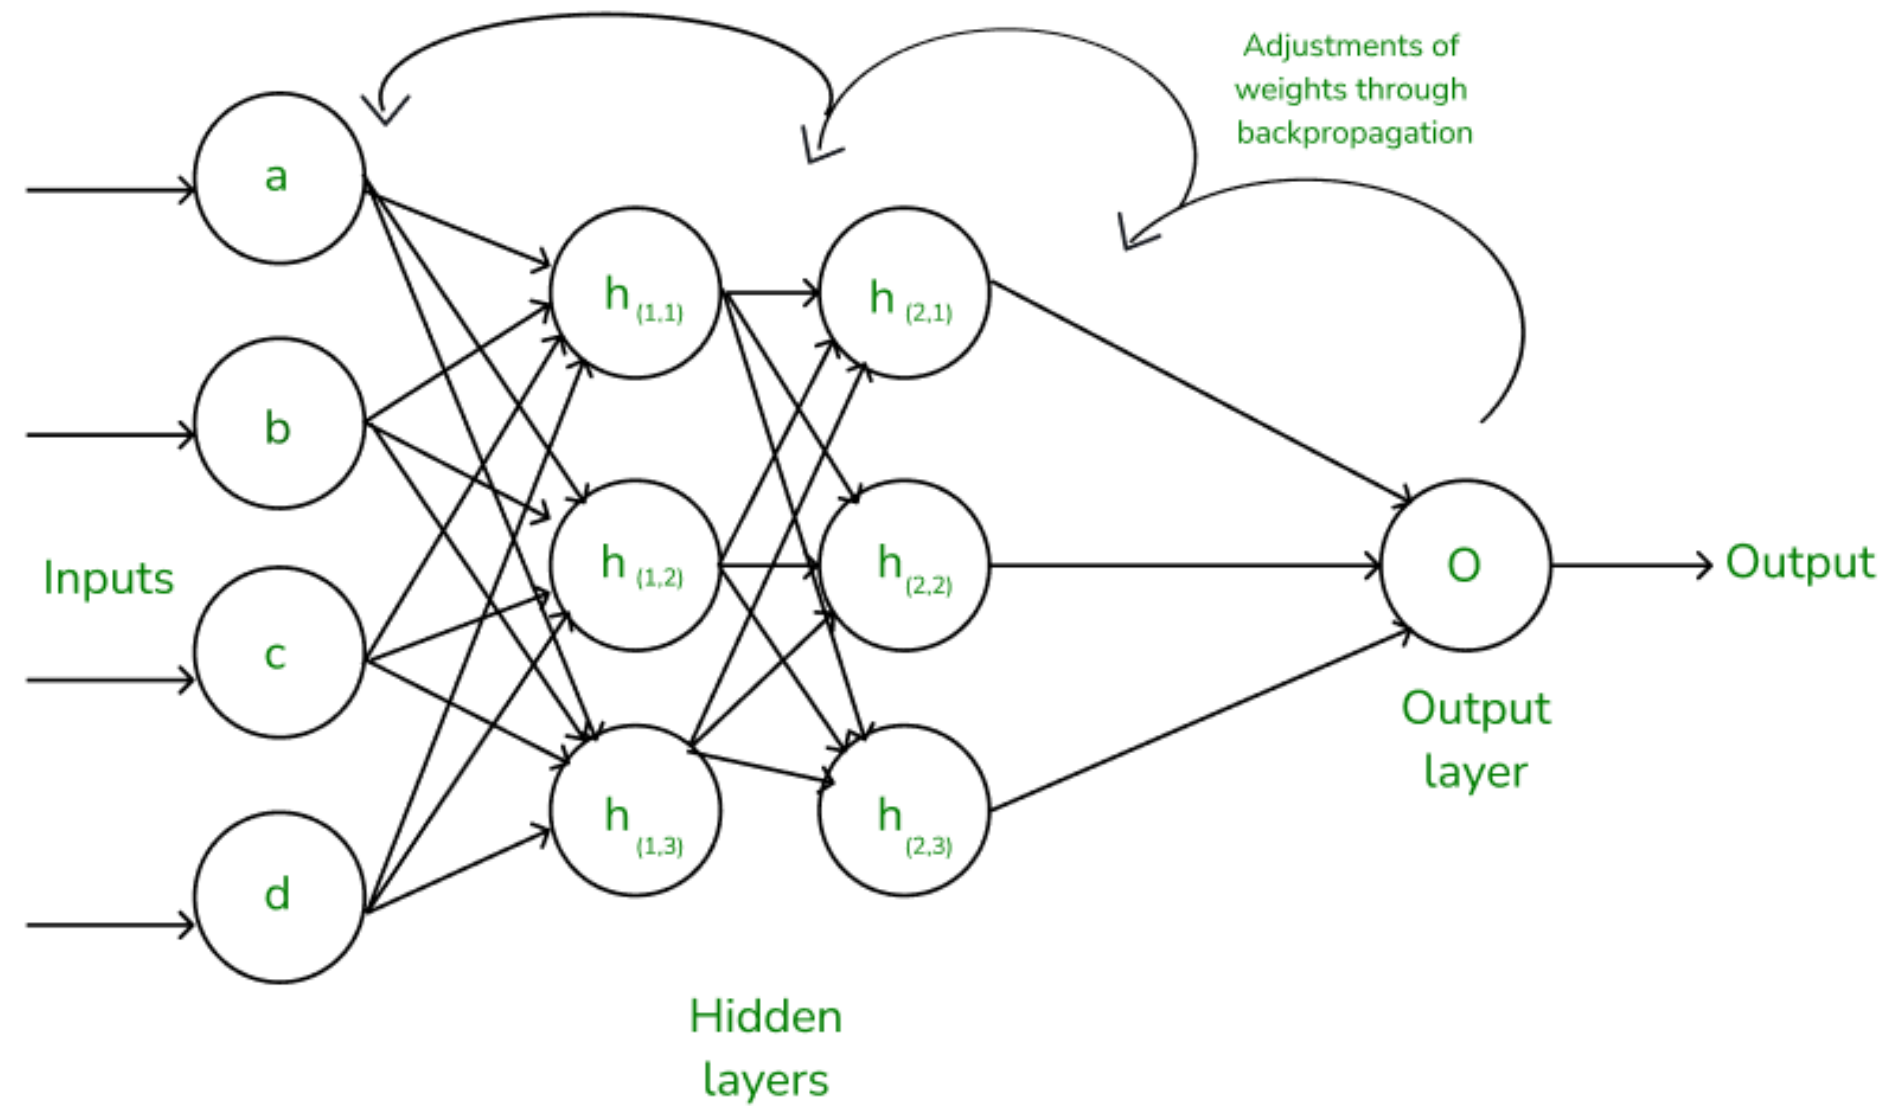 Adjustments of
weights through
backpropagation
a
h (1,1)
h (2,1)
b
Inputs
h (1,2)
h (2,2)
O
Output
c
Output
layer
h (1,3)
h (2,3)
d
Hidden
layers